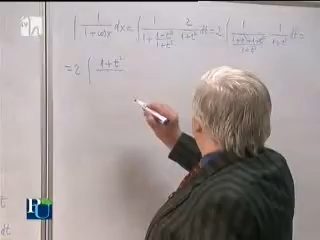 ∫ 1/(1+cos x) dx = ∫ 1/(1+(1-t²)/(1+t²)) · 2/(1+t²) dt = 2 ∫ 1/((1+t²+1-t²)/(1+t²)) · 1/(1+t²) dt =
= 2 ∫ (1+t²)/
t
dt